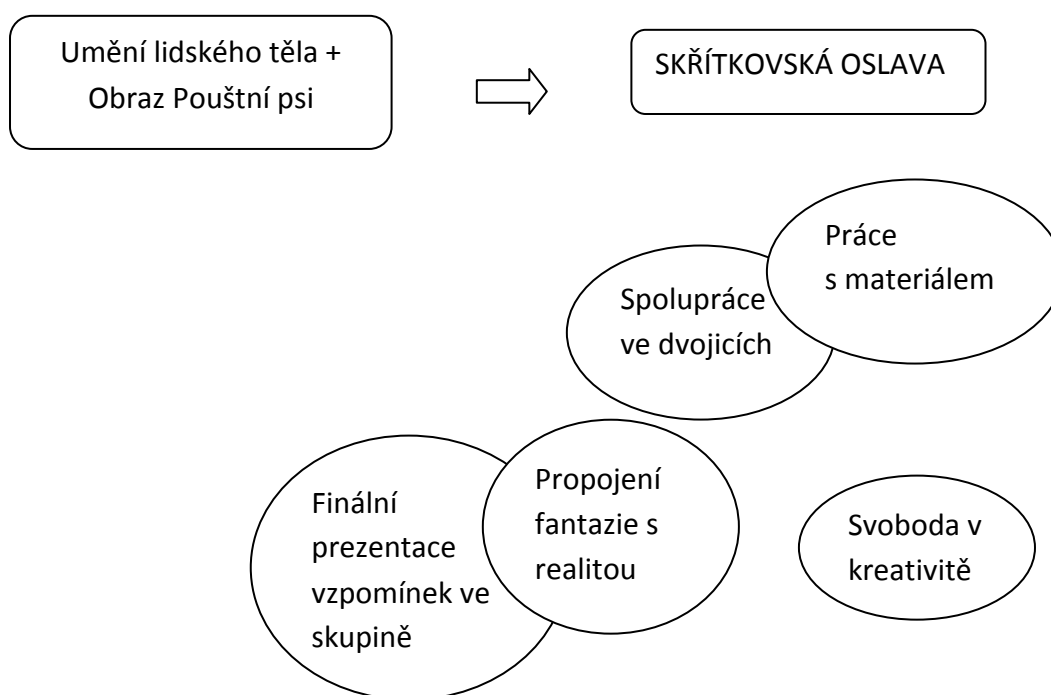 Umění lidského těla +
Obraz Pouštní psi
SKŘÍTKOVSKÁ OSLAVA
Práce
s materiálem
Spolupráce
ve dvojicích
Propojení
fantazie s
realitou
Finální
prezentace
vzpomínek ve
skupině
Svoboda v
kreativitě